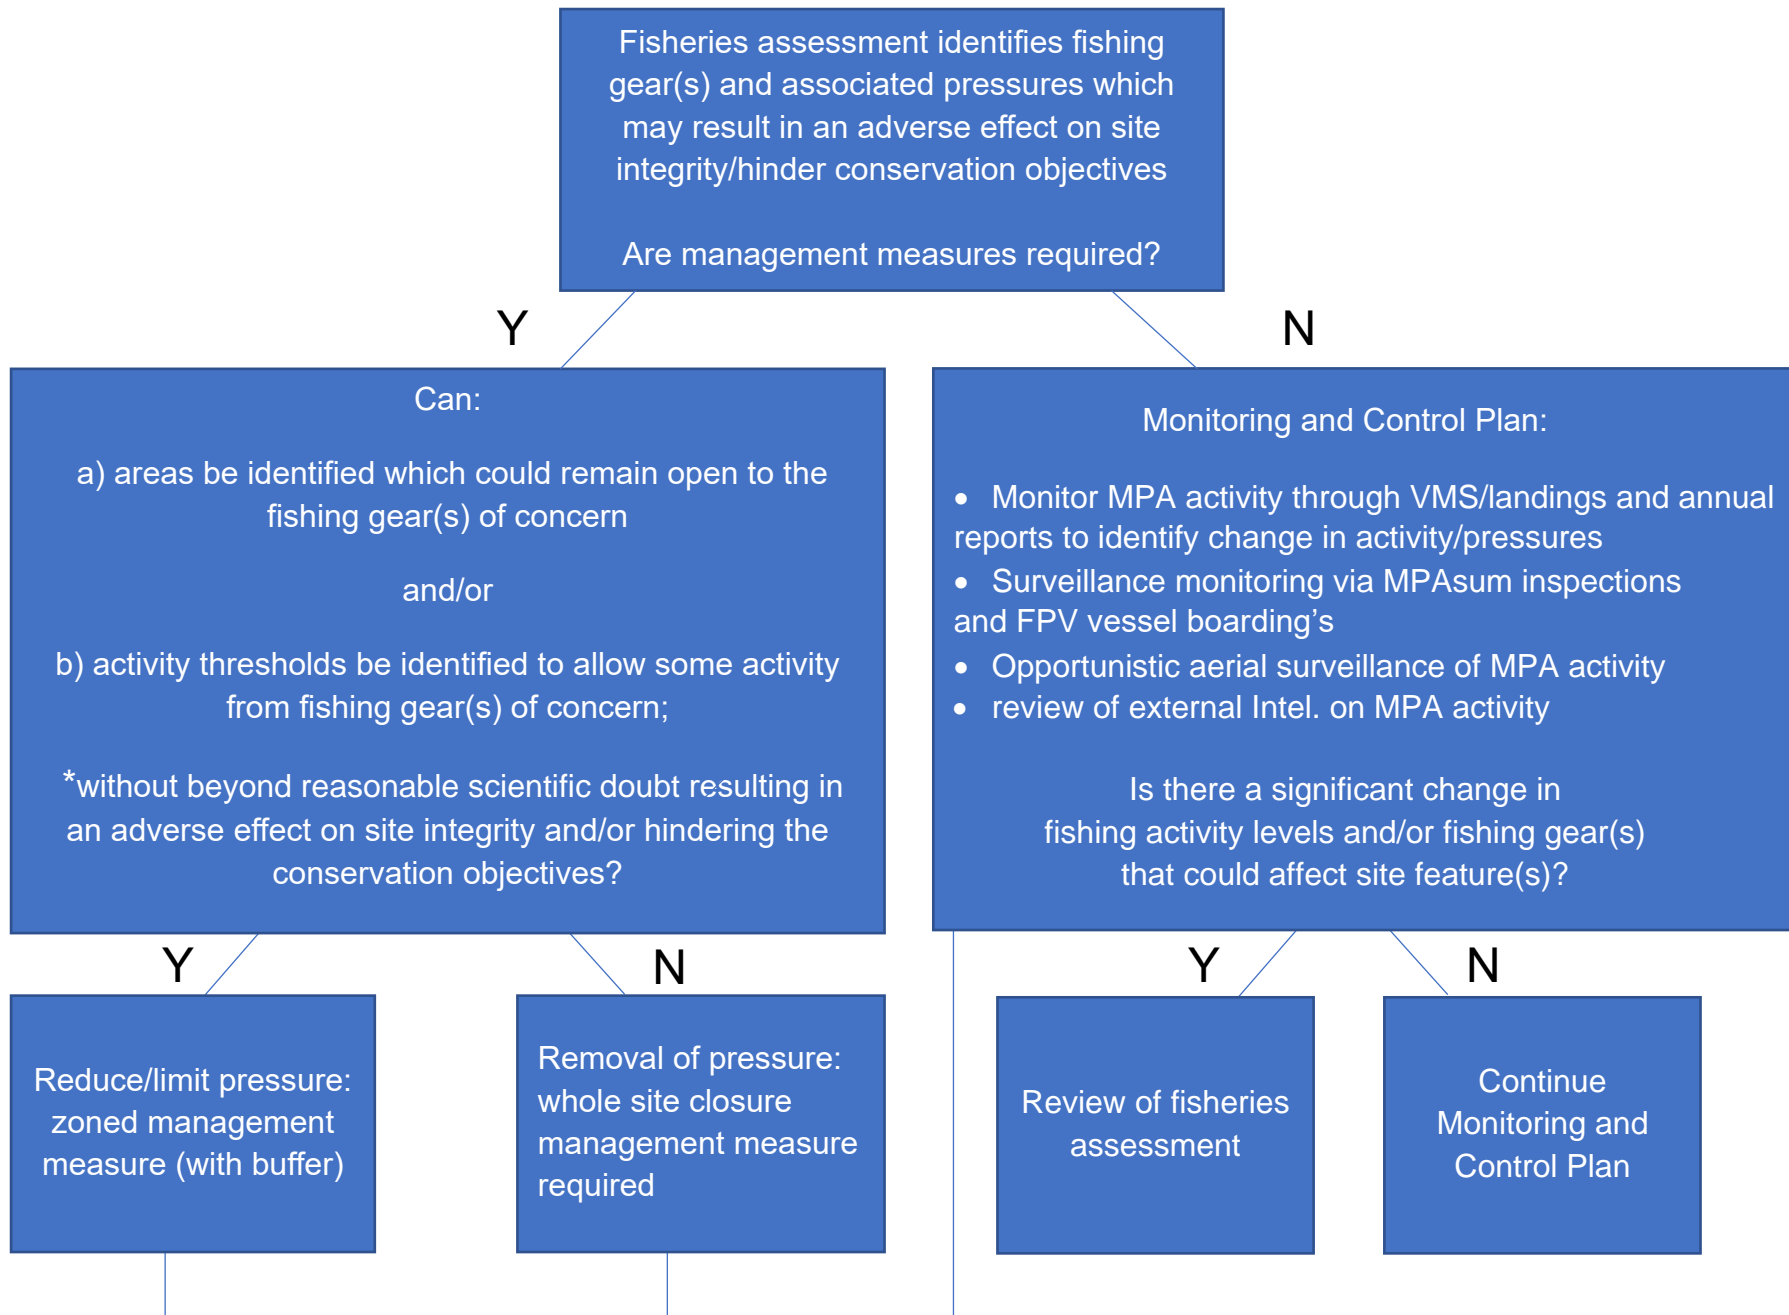 Fisheries assessment identifies fishing
gear(s) and associated pressures which
may result in an adverse effect on site
integrity/hinder conservation objectives
Are management measures required?
Y
N
Can:
a) areas be identified which could remain open to the
fishing gear(s) of concern
and/or
b) activity thresholds be identified to allow some activity
from fishing gear(s) of concern;
*without beyond reasonable scientific doubt resulting in
an adverse effect on site integrity and/or hindering the
conservation objectives?
Monitoring and Control Plan:
• Monitor MPA activity through VMS/landings and annual
reports to identify change in activity/pressures
• Surveillance monitoring via MPAsum inspections
and FPV vessel boarding’s
• Opportunistic aerial surveillance of MPA activity
• review of external Intel. on MPA activity
Is there a significant change in
fishing activity levels and/or fishing gear(s)
that could affect site feature(s)?
Y
N
Y
N
Reduce/limit pressure:
zoned management
measure (with buffer)
Removal of pressure:
whole site closure
management measure
required
Review of fisheries
assessment
Continue
Monitoring and
Control Plan